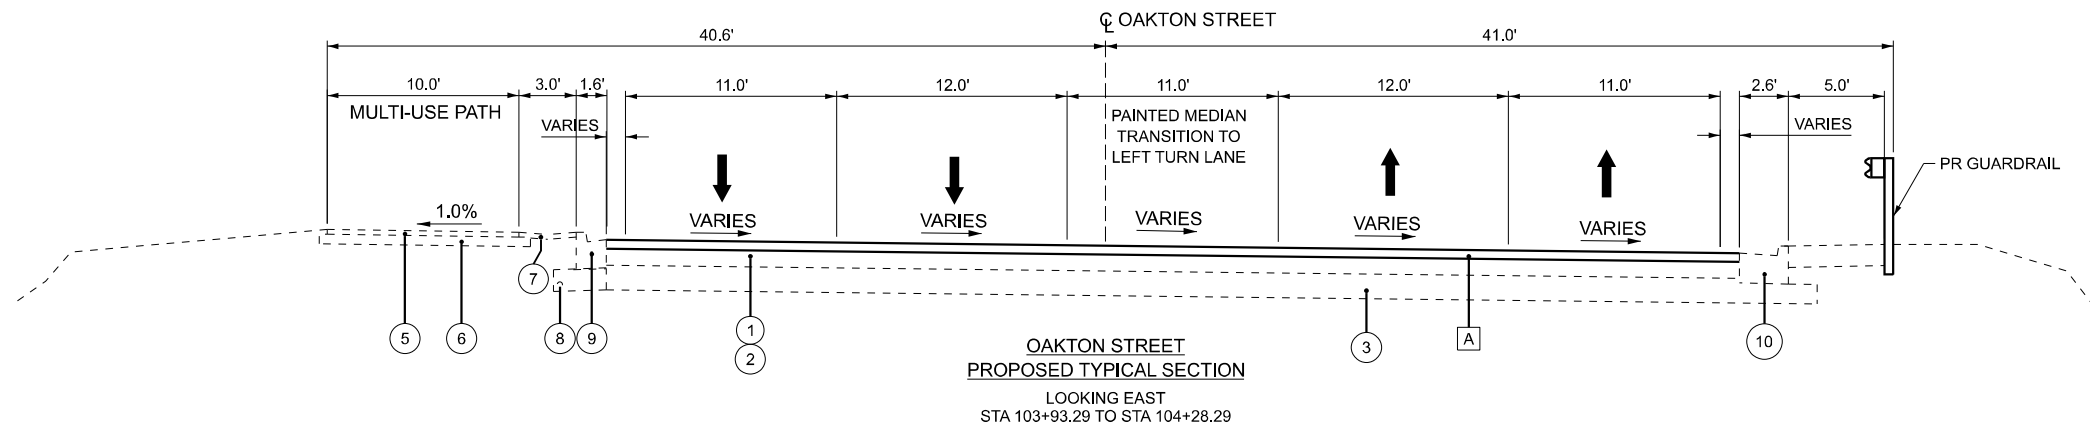 ℄ OAKTON STREET
40.6' 41.0'
10.0' 3.0' 1.6' 11.0' 12.0' 11.0' 12.0' 11.0' 2.6' 5.0'
MULTI-USE PATH
VARIES
PAINTED MEDIAN
TRANSITION TO
LEFT TURN LANE
VARIES
PR GUARDRAIL
1.0%
VARIES VARIES VARIES VARIES VARIES
7
5 6 8 9 1 2 3 A 10
OAKTON STREET
PROPOSED TYPICAL SECTION
LOOKING EAST
STA 103+93.29 TO STA 104+28.29